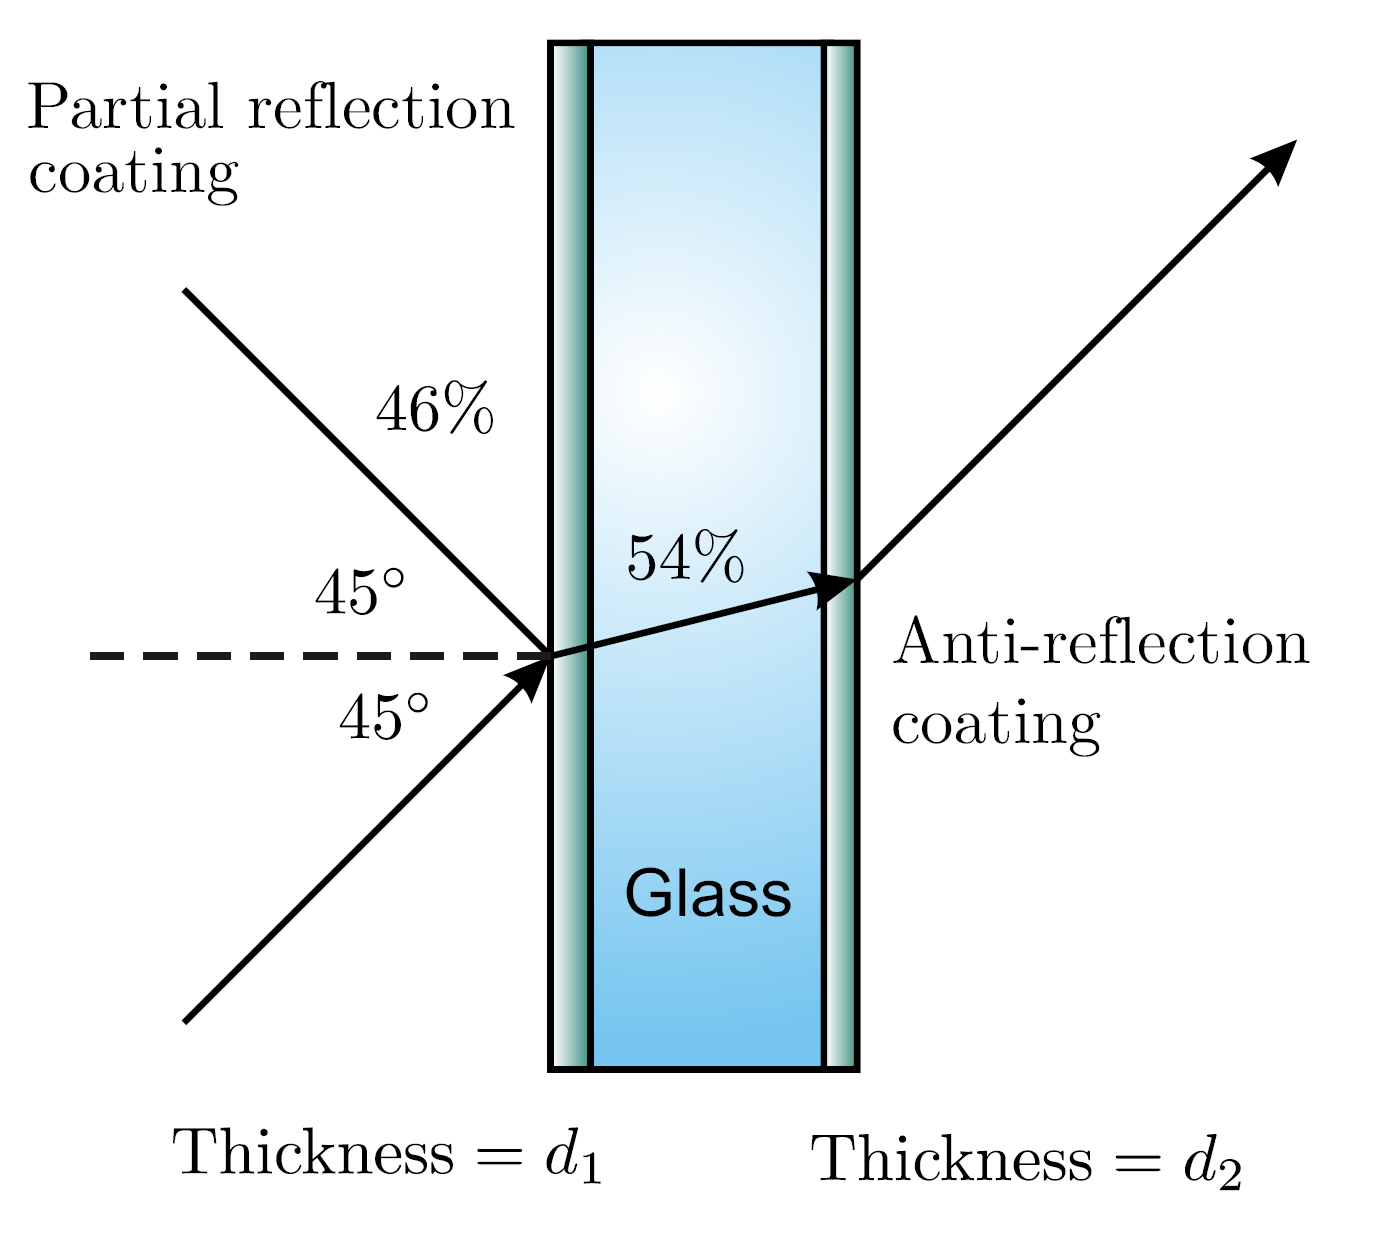 Partial reflection
coating
46%
54%
45°
45°
Anti-reflection
coating
Glass
Thickness = d₁
Thickness = d₂